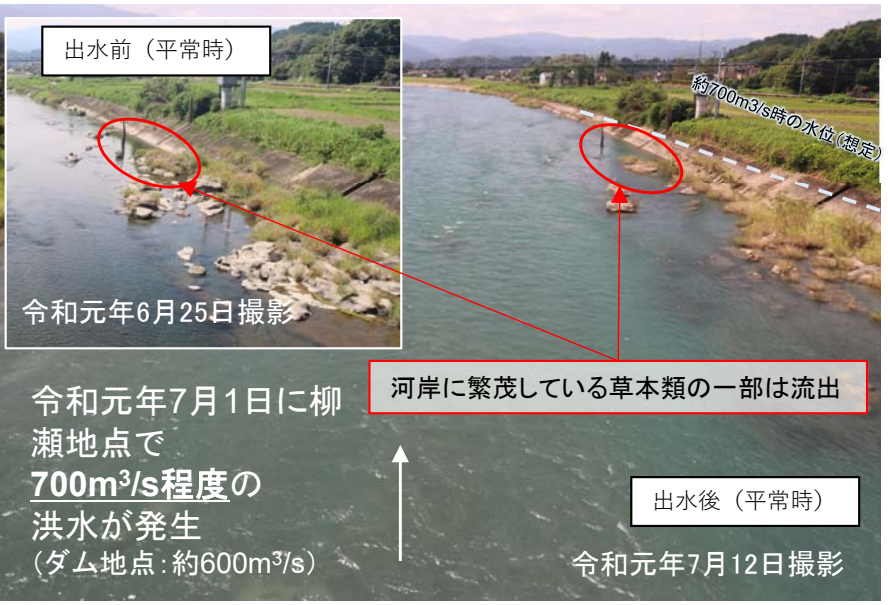 出水前（平常時）
約700m3/s時の水位(想定)
令和元年6月25日撮影
河岸に繁茂している草本類の一部は流出
令和元年7月1日に柳
瀬地点で
700m³/s程度の
洪水が発生
(ダム地点：約600m³/s)
出水後（平常時）
令和元年7月12日撮影